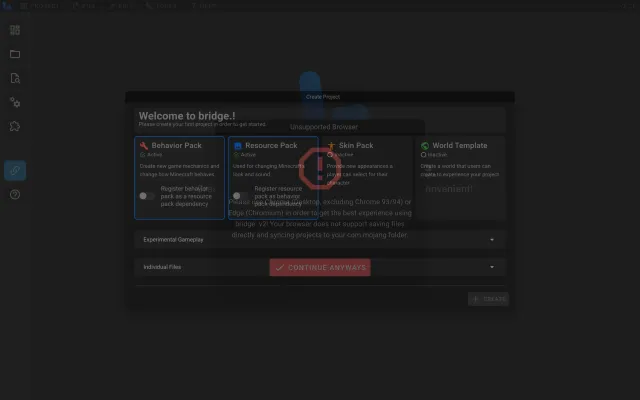 Create Project
Welcome to bridge.!
Please create your first project in order to get started.
Unsupported Browser
Behavior Pack
Active
Create new game mechanics and
change how Minecraft behaves.
Register behavior
pack as a resource
pack dependency
Resource Pack
Active
Used for changing Minecraft's
look and sound.
Register resource
pack as behavior
pack dependency
Skin Pack
Inactive
Provide new appearances a
player can select for their
character.
World Template
Inactive
Create a world that users can
use to experience your project.
Please use Chrome (Desktop, excluding Chrome 93/94) or
Edge (Chromium) in order to get the best experience using
bridge. v2! Your browser does not support saving files
directly and syncing projects to your com.mojang folder.
Experimental Gameplay
Individual Files
CONTINUE ANYWAYS
CREATE